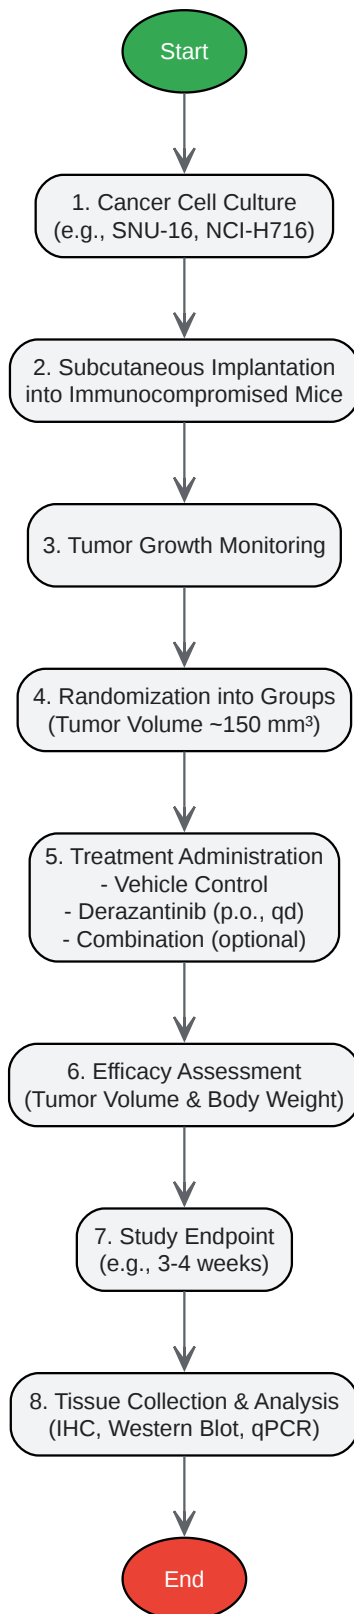 Start
1. Cancer Cell Culture
(e.g., SNU-16, NCI-H716)
2. Subcutaneous Implantation
into Immunocompromised Mice
3. Tumor Growth Monitoring
4. Randomization into Groups
(Tumor Volume ~150 mm³)
5. Treatment Administration
- Vehicle Control
- Derazantinib (p.o., qd)
- Combination (optional)
6. Efficacy Assessment
(Tumor Volume & Body Weight)
7. Study Endpoint
(e.g., 3-4 weeks)
8. Tissue Collection & Analysis
(IHC, Western Blot, qPCR)
End